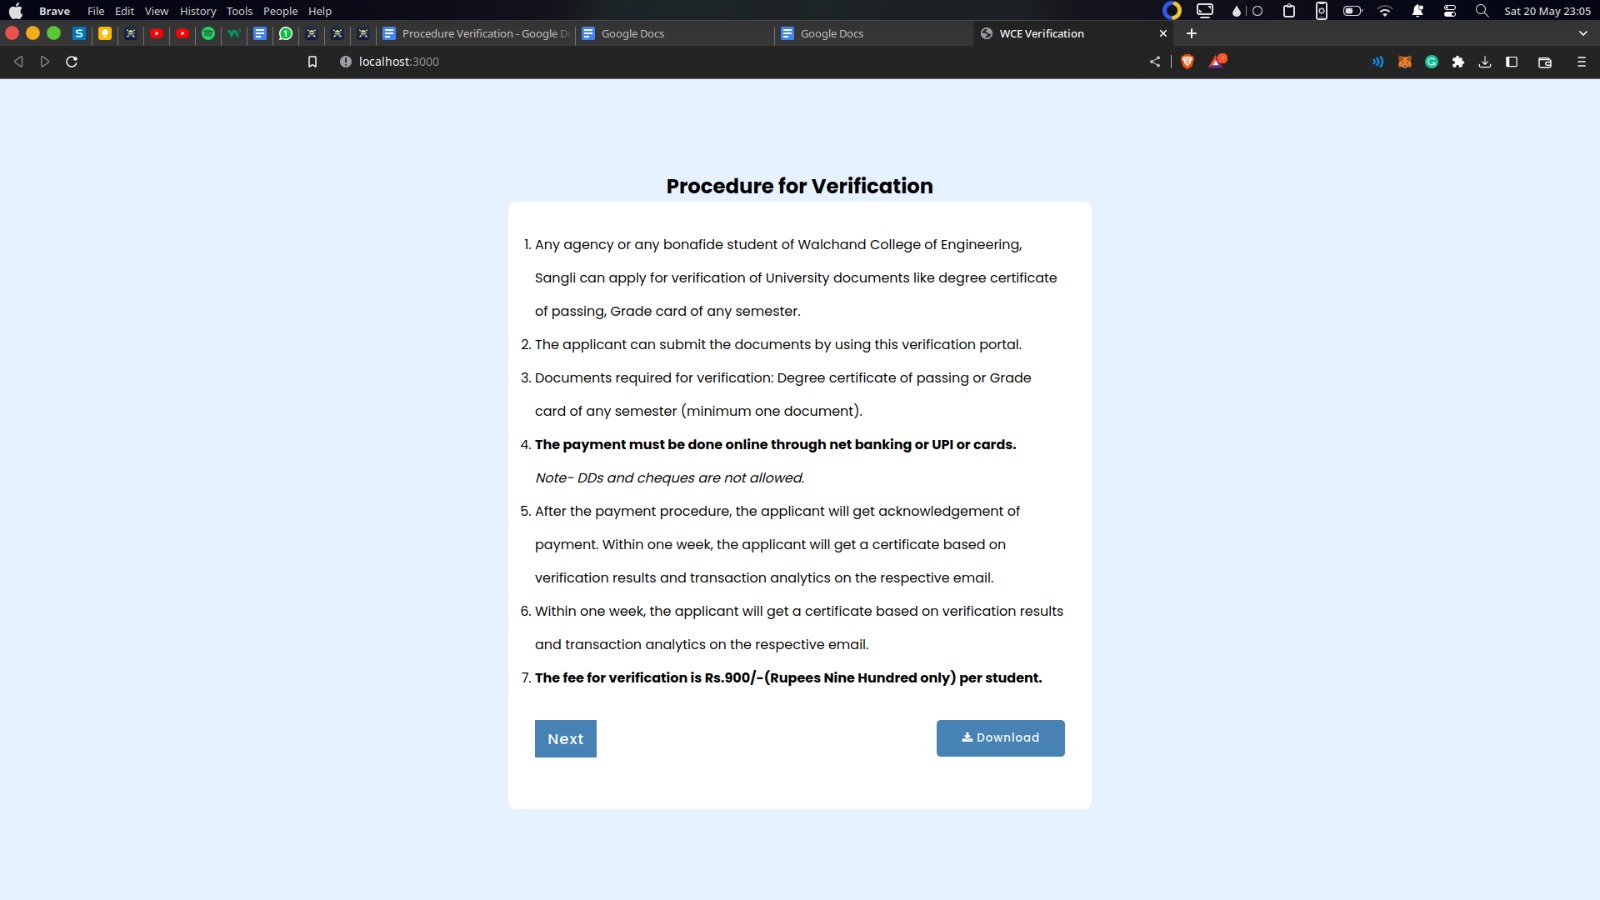 Brave File Edit View History Tools People Help Sat 20 May 23:05
Procedure Verification - Google D Google Docs Google Docs WCE Verification
localhost:3000
Procedure for Verification
1. Any agency or any bonafide student of Walchand College of Engineering,
Sangli can apply for verification of University documents like degree certificate
of passing, Grade card of any semester.
2. The applicant can submit the documents by using this verification portal.
3. Documents required for verification: Degree certificate of passing or Grade
card of any semester (minimum one document).
4. The payment must be done online through net banking or UPI or cards.
Note- DDs and cheques are not allowed.
5. After the payment procedure, the applicant will get acknowledgement of
payment. Within one week, the applicant will get a certificate based on
verification results and transaction analytics on the respective email.
6. Within one week, the applicant will get a certificate based on verification results
and transaction analytics on the respective email.
7. The fee for verification is Rs.900/-(Rupees Nine Hundred only) per student.
Next Download